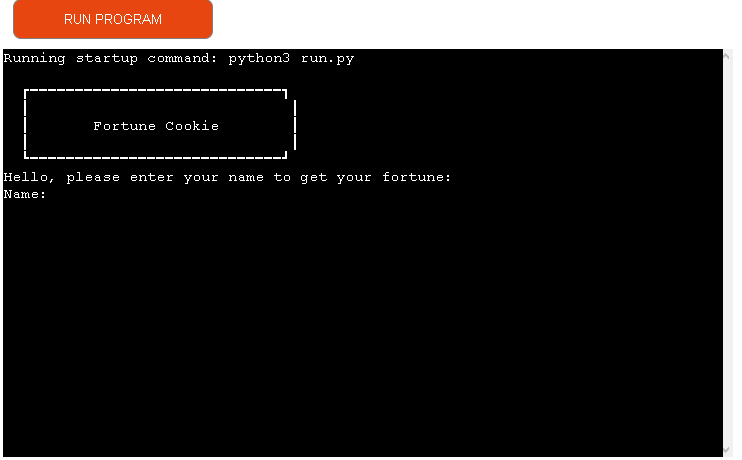 RUN PROGRAM
Running startup command: python3 run.py
Fortune Cookie
Hello, please enter your name to get your fortune:
Name: